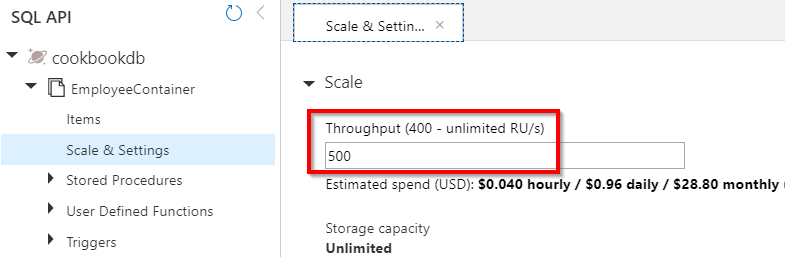 SQL API
cookbookdb
EmployeeContainer
Items
Scale & Settings
Stored Procedures
User Defined Functions
Triggers
Scale & Settin...
Scale
Throughput (400 - unlimited RU/s)
500
Estimated spend (USD): $0.040 hourly / $0.96 daily / $28.80 monthly (
Storage capacity
Unlimited